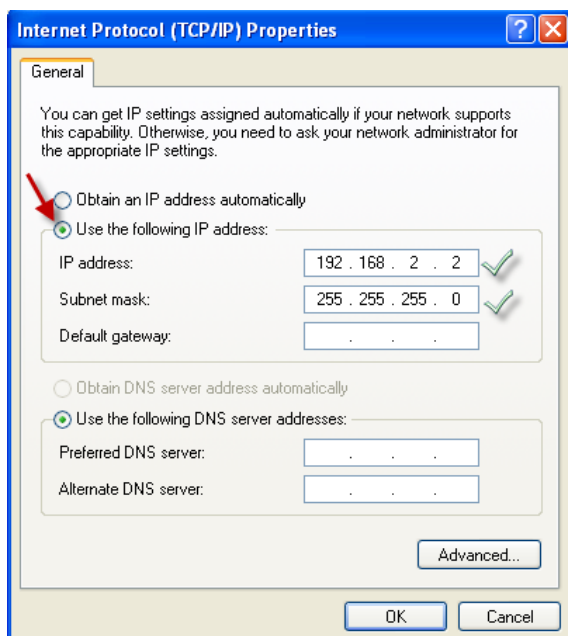 Internet Protocol (TCP/IP) Properties
General
You can get IP settings assigned automatically if your network supports
this capability. Otherwise, you need to ask your network administrator for
the appropriate IP settings.
Obtain an IP address automatically
Use the following IP address:
IP address: 192 . 168 . 2 . 2
Subnet mask: 255 . 255 . 255 . 0
Default gateway: . . .
Obtain DNS server address automatically
Use the following DNS server addresses:
Preferred DNS server: . . .
Alternate DNS server: . . .
Advanced...
OK Cancel